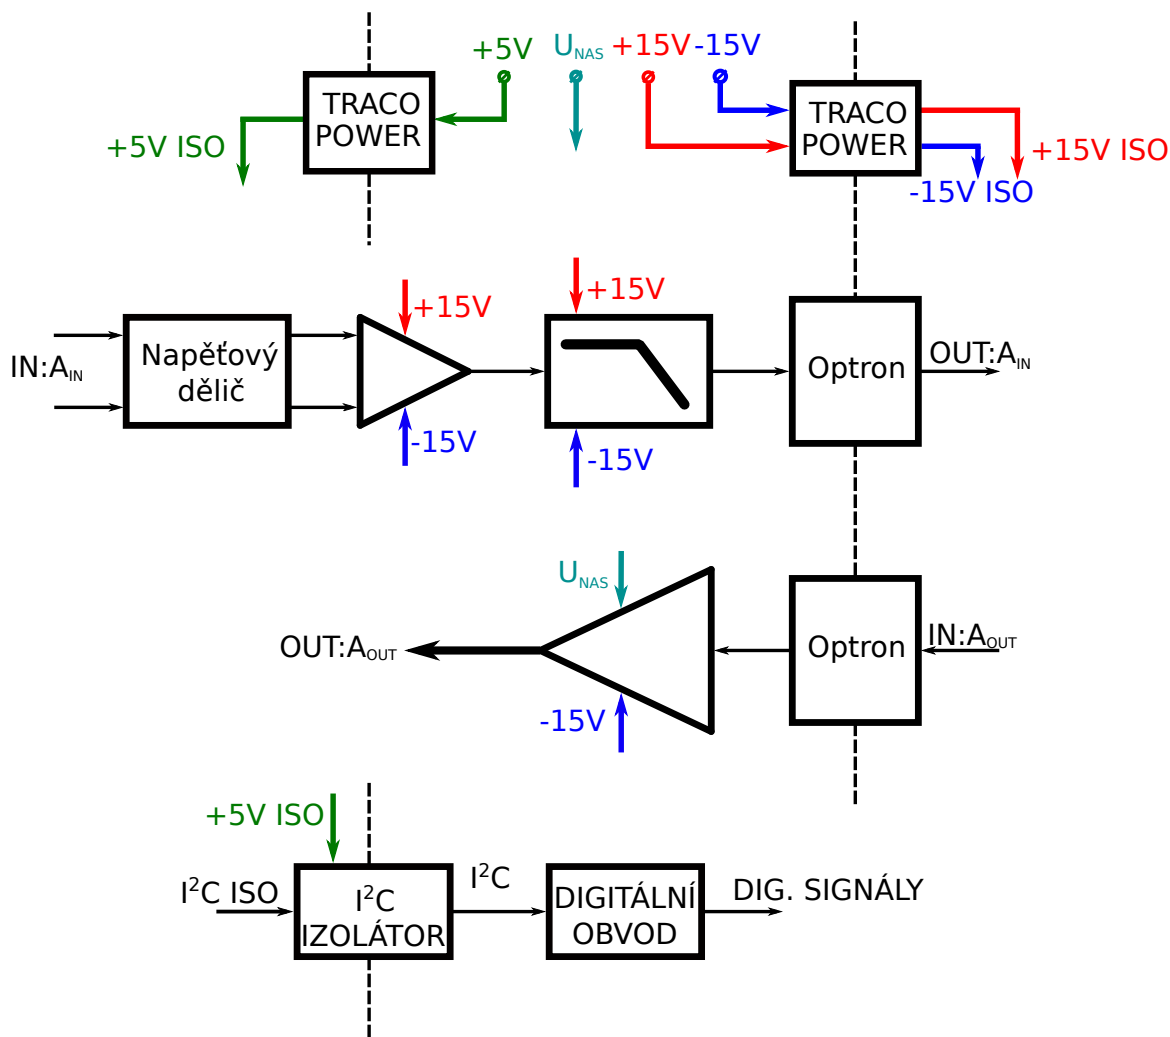 +5V
U_NAS
+15V
-15V
TRACO
POWER
TRACO
POWER
+5V ISO
+15V ISO
-15V ISO
+15V
+15V
IN:A_IN
Napěťový
dělič
Optron
OUT:A_IN
-15V
-15V
U_NAS
OUT:A_OUT
Optron
IN:A_OUT
-15V
+5V ISO
I²C ISO
I²C
IZOLÁTOR
I²C
DIGITÁLNÍ
OBVOD
DIG. SIGNÁLY